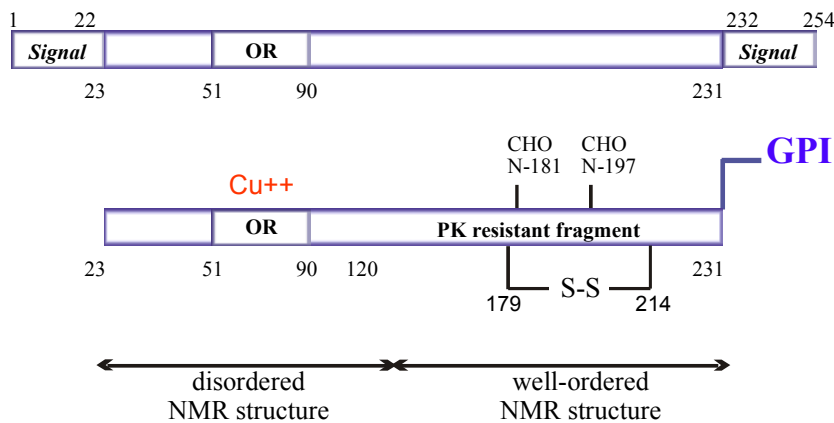 1 22 232 254
Signal OR Signal
23 51 90 231
CHO CHO GPI
N-181 N-197
Cu++
OR PK resistant fragment
23 51 90 120 231
S-S
179 214
disordered well-ordered
NMR structure NMR structure